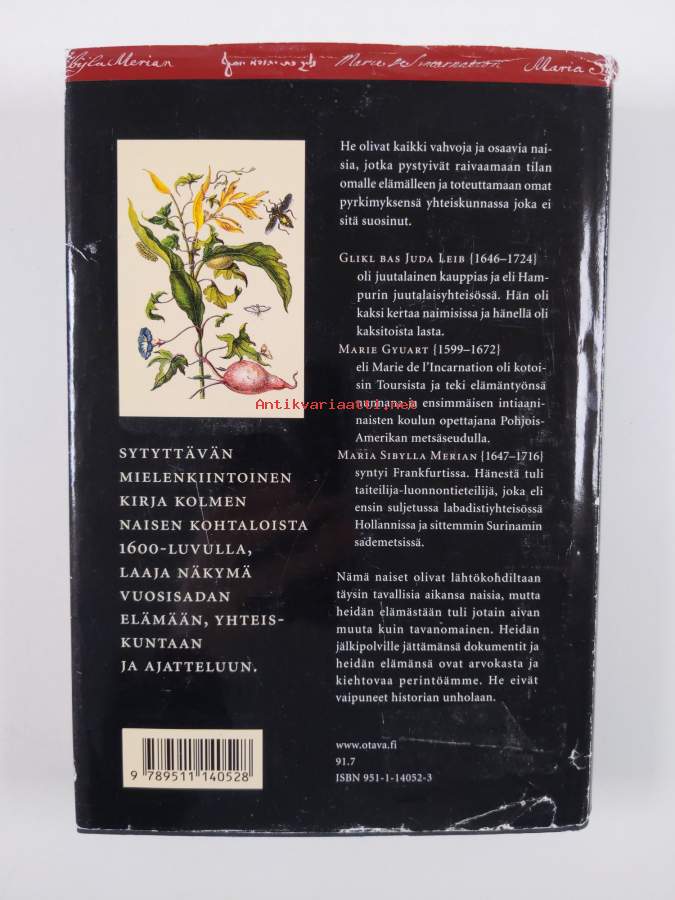 bylla Merian
Marie de l'incarnation
Maria S
He olivat kaikki vahvoja ja osaavia nai-
sia, jotka pystyivät raivaamaan tilan
omalle elämälleen ja toteuttamaan omat
pyrkimyksensä yhteiskunnassa joka ei
sitä suosinut.
Glikl bas Juda Leib {1646–1724}
oli juutalainen kauppias ja eli Ham-
purin juutalaisyhteisössä. Hän oli
kaksi kertaa naimisissa ja hänellä oli
kaksitoista lasta.
Marie Gyuart {1599–1672}
eli Marie de l'Incarnation oli kotoi-
sin Toursista ja teki elämäntyönsä
nunnana ja ensimmäisen intiaani-
naisten koulun opettajana Pohjois-
Amerikan metsäseudulla.
Maria Sibylla Merian {1647–1716}
syntyi Frankfurtissa. Hänestä tuli
taiteilija-luonnontieteilijä, joka eli
ensin suljetussa labadistiyhteisössä
Hollannissa ja sittemmin Surinamin
sademetsissä.
Nämä naiset olivat lähtökohdiltaan
täysin tavallisia aikansa naisia, mutta
heidän elämästään tuli jotain aivan
muuta kuin tavanomainen. Heidän
jälkipolville jättämänsä dokumentit ja
heidän elämänsä ovat arvokasta ja
kiehtovaa perintöämme. He eivät
vaipuneet historian unholaan.
Antikvariaatti.net
SYTYTTÄVÄN
MIELENKIINTOINEN
KIRJA KOLMEN
NAISEN KOHTALOISTA
1600-LUVULLA,
LAAJA NÄKYMÄ
VUOSISADAN
ELÄMÄÄN, YHTEIS-
KUNTAAN
JA AJATTELUUN.
9 789511 140528
www.otava.fi
91.7
ISBN 951-1-14052-3